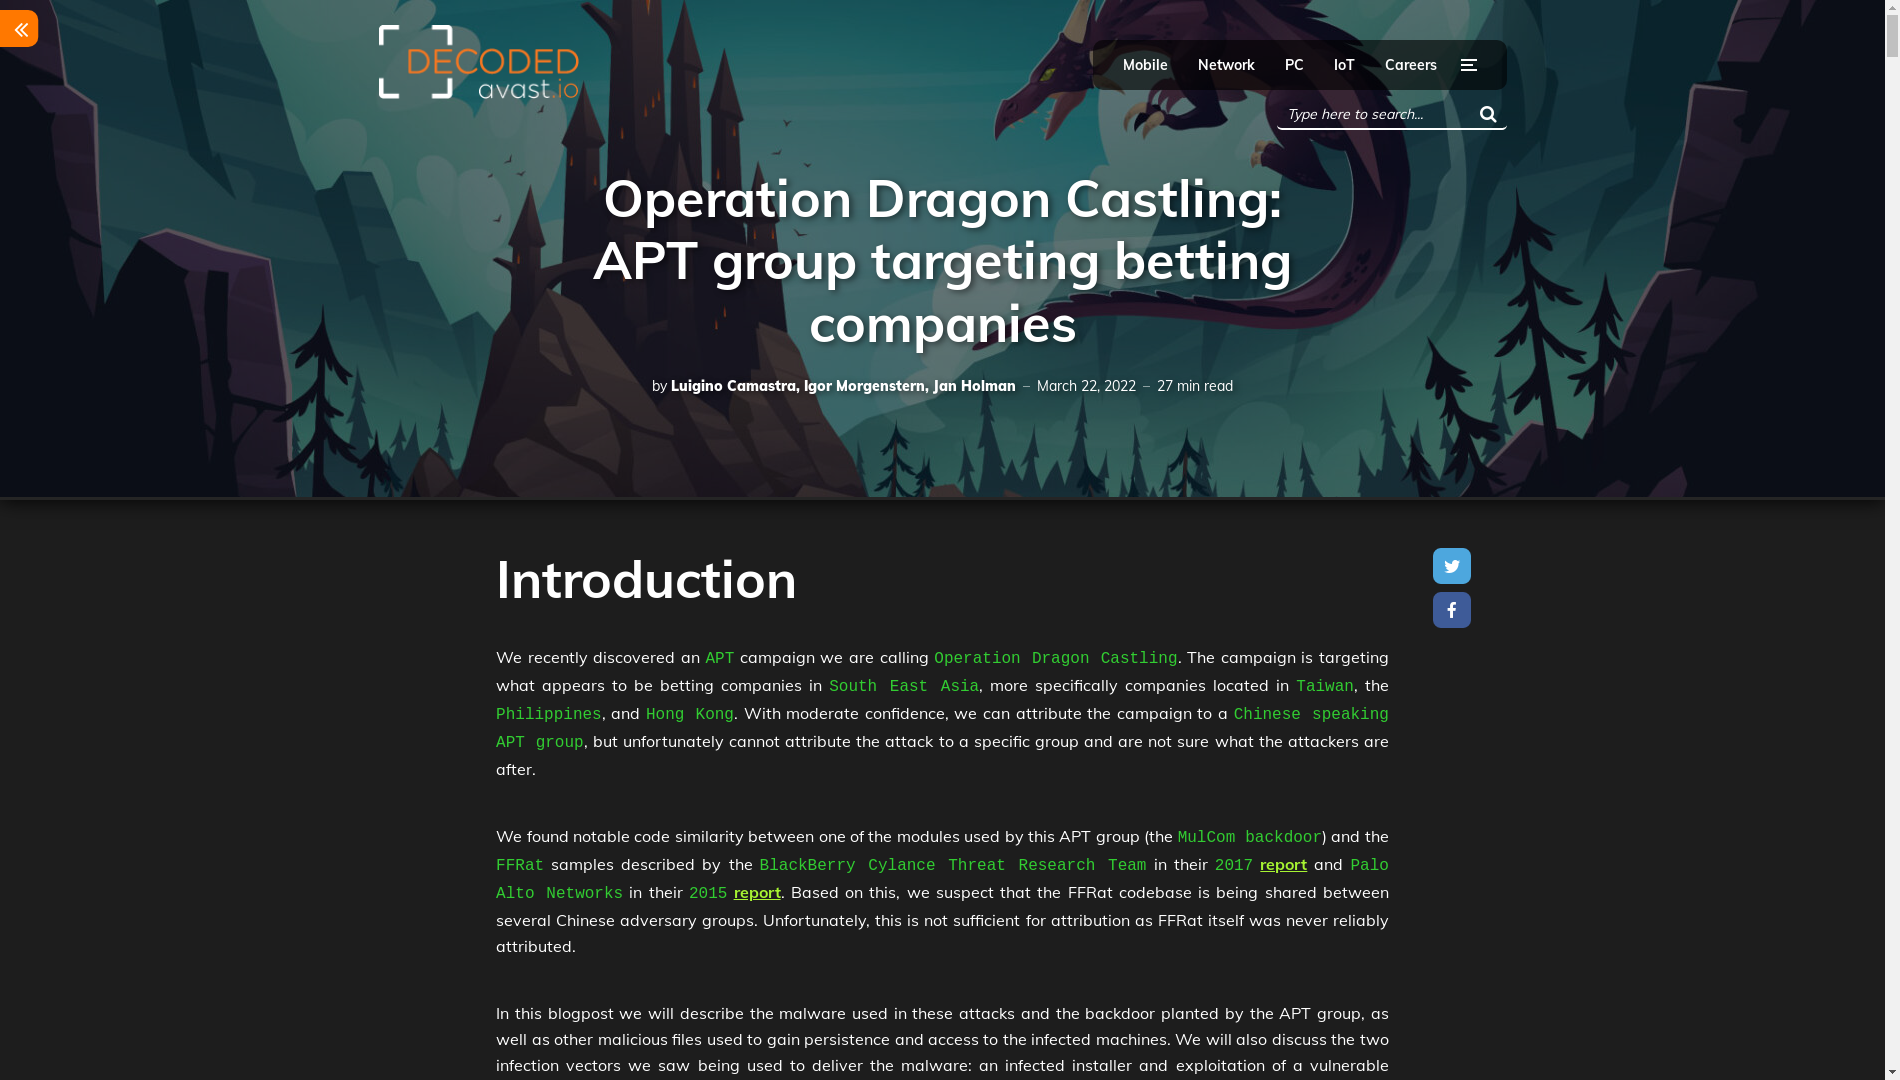 DECODED
avast.io
Mobile Network PC IoT Careers
Type here to search...
Operation Dragon Castling:
APT group targeting betting
companies
by Luigino Camastra, Igor Morgenstern, Jan Holman – March 22, 2022 – 27 min read
Introduction
We recently discovered an APT campaign we are calling Operation Dragon Castling. The campaign is targeting
what appears to be betting companies in South East Asia, more specifically companies located in Taiwan, the
Philippines, and Hong Kong. With moderate confidence, we can attribute the campaign to a Chinese speaking
APT group, but unfortunately cannot attribute the attack to a specific group and are not sure what the attackers are
after.
We found notable code similarity between one of the modules used by this APT group (the MulCom backdoor) and the
FFRat samples described by the BlackBerry Cylance Threat Research Team in their 2017 report and Palo
Alto Networks in their 2015 report. Based on this, we suspect that the FFRat codebase is being shared between
several Chinese adversary groups. Unfortunately, this is not sufficient for attribution as FFRat itself was never reliably
attributed.
In this blogpost we will describe the malware used in these attacks and the backdoor planted by the APT group, as
well as other malicious files used to gain persistence and access to the infected machines. We will also discuss the two
infection vectors we saw being used to deliver the malware: an infected installer and exploitation of a vulnerable